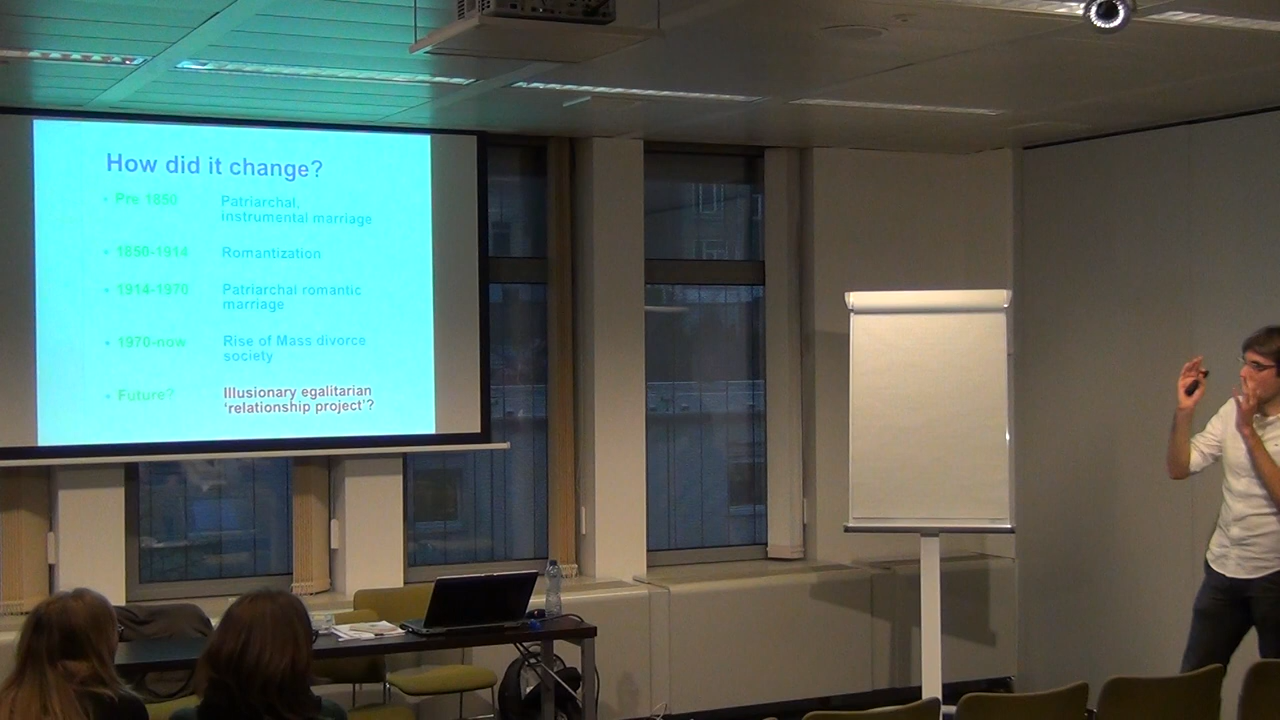 How did it change?
• Pre 1850 Patriarchal,
instrumental marriage
• 1850-1914 Romantization
• 1914-1970 Patriarchal romantic
marriage
• 1970-now Rise of Mass divorce
society
• Future? Illusionary egalitarian
‘relationship project’?